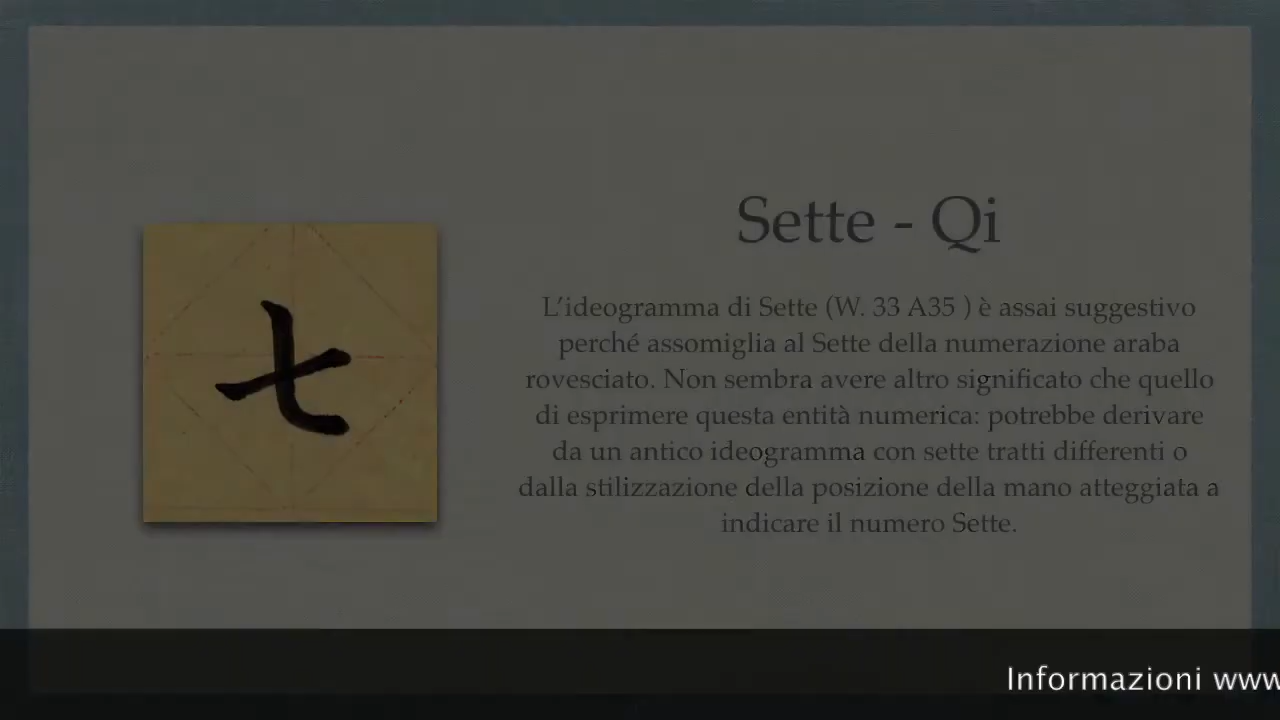 七
Sette - Qi
L’ideogramma di Sette (W. 33 A35 ) è assai suggestivo
perché assomiglia al Sette della numerazione araba
rovesciato. Non sembra avere altro significato che quello
di esprimere questa entità numerica: potrebbe derivare
da un antico ideogramma con sette tratti differenti o
dalla stilizzazione della posizione della mano atteggiata a
indicare il numero Sette.
Informazioni www